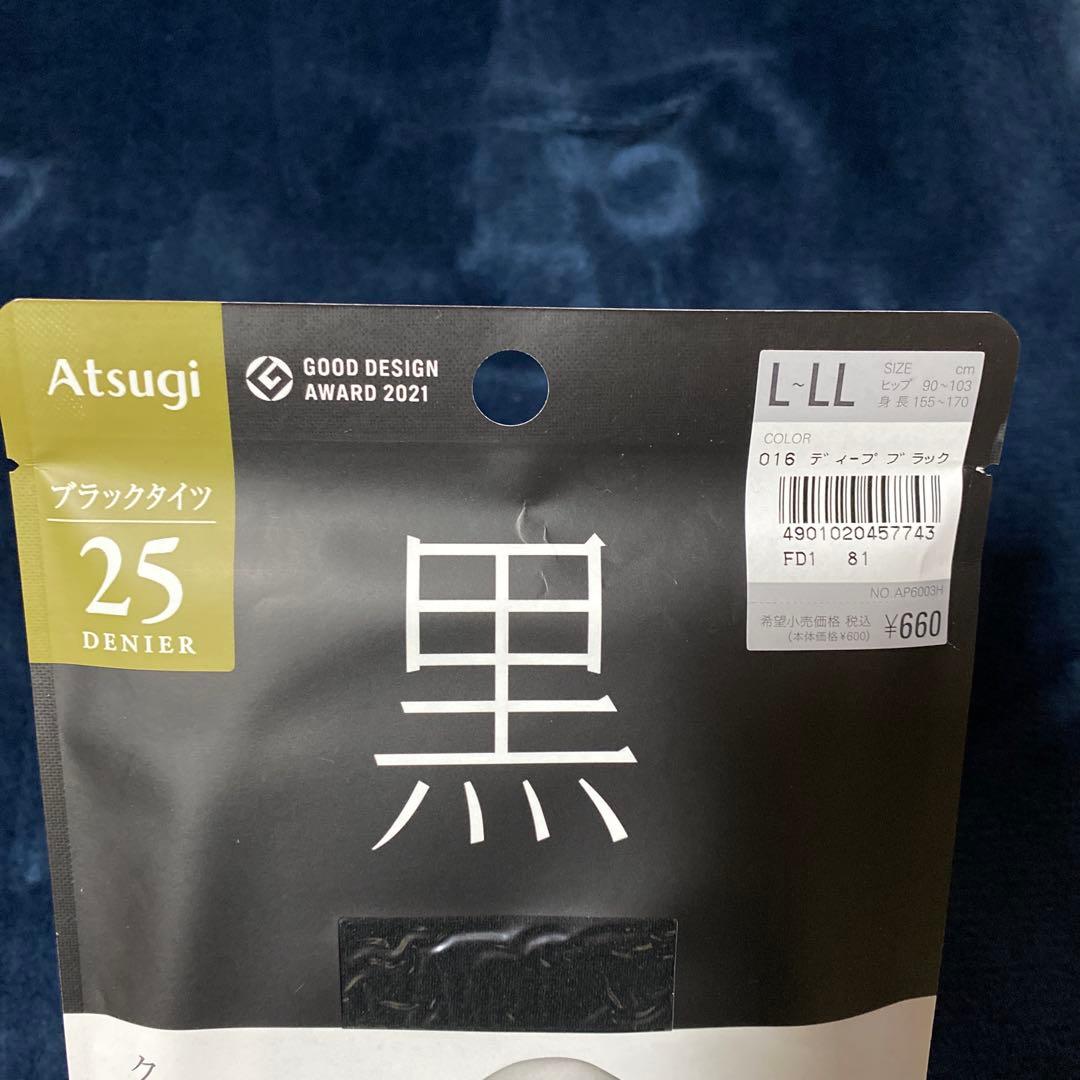 Atsugi
GOOD DESIGN
AWARD 2021
ブラックタイツ
25
DENIER
黒
L~LL
SIZE cm
ヒップ 90~103
身長 155~170
COLOR
016 ディープブラック
4901020457743
FD1 81
NO. AP6003H
希望小売価格 税込 ¥660
(本体価格¥600)
ク